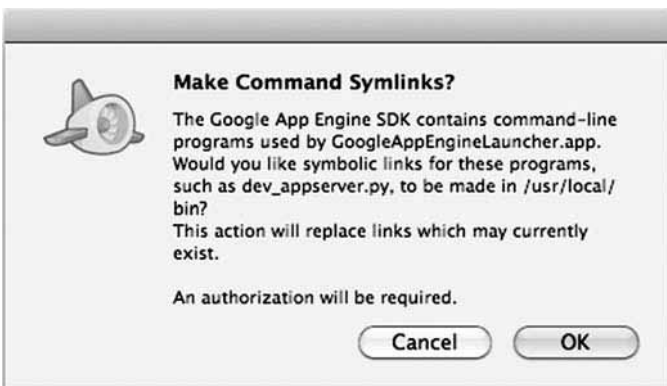 Make Command Symlinks?
The Google App Engine SDK contains command-line
programs used by GoogleAppEngineLauncher.app.
Would you like symbolic links for these programs,
such as dev_appserver.py, to be made in /usr/local/
bin?
This action will replace links which may currently
exist.
An authorization will be required.
Cancel OK